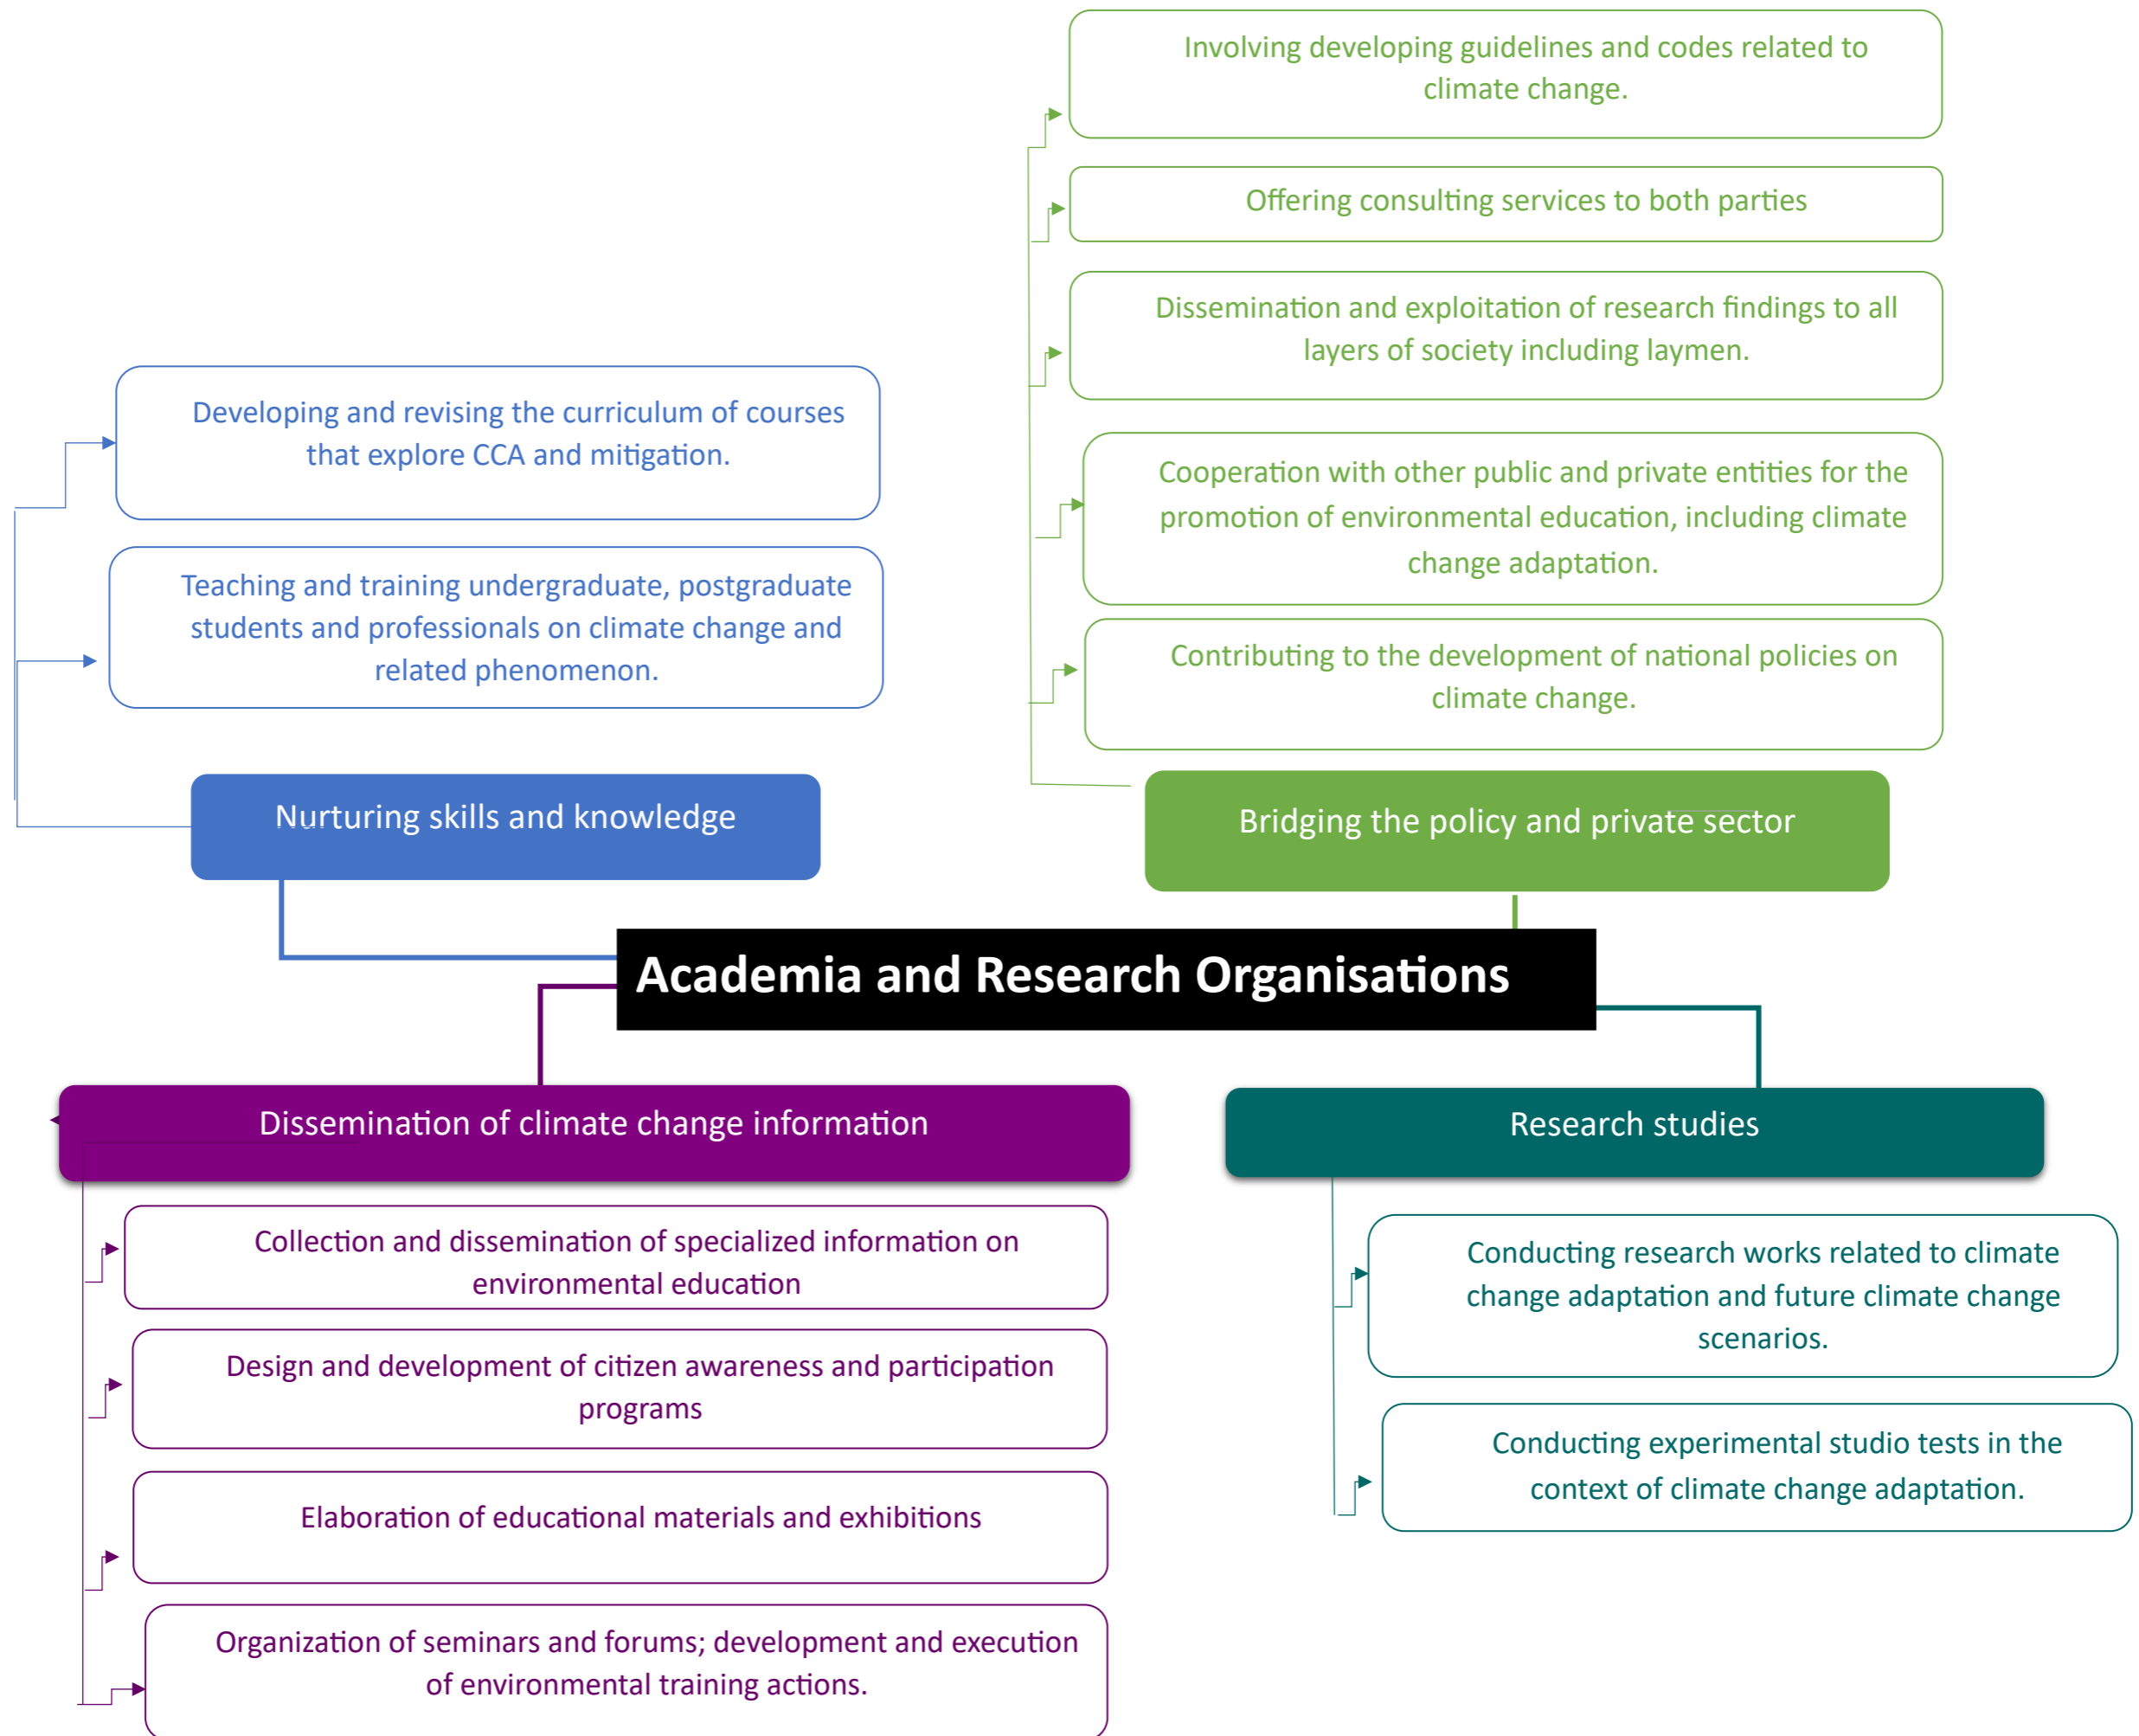 Involving developing guidelines and codes related to
climate change.
Offering consulting services to both parties
Dissemination and exploitation of research findings to all
layers of society including laymen.
Cooperation with other public and private entities for the
promotion of environmental education, including climate
change adaptation.
Contributing to the development of national policies on
climate change.
Bridging the policy and private sector
Developing and revising the curriculum of courses
that explore CCA and mitigation.
Teaching and training undergraduate, postgraduate
students and professionals on climate change and
related phenomenon.
Nurturing skills and knowledge
Academia and Research Organisations
Dissemination of climate change information
Collection and dissemination of specialized information on
environmental education
Design and development of citizen awareness and participation
programs
Elaboration of educational materials and exhibitions
Organization of seminars and forums; development and execution
of environmental training actions.
Research studies
Conducting research works related to climate
change adaptation and future climate change
scenarios.
Conducting experimental studio tests in the
context of climate change adaptation.